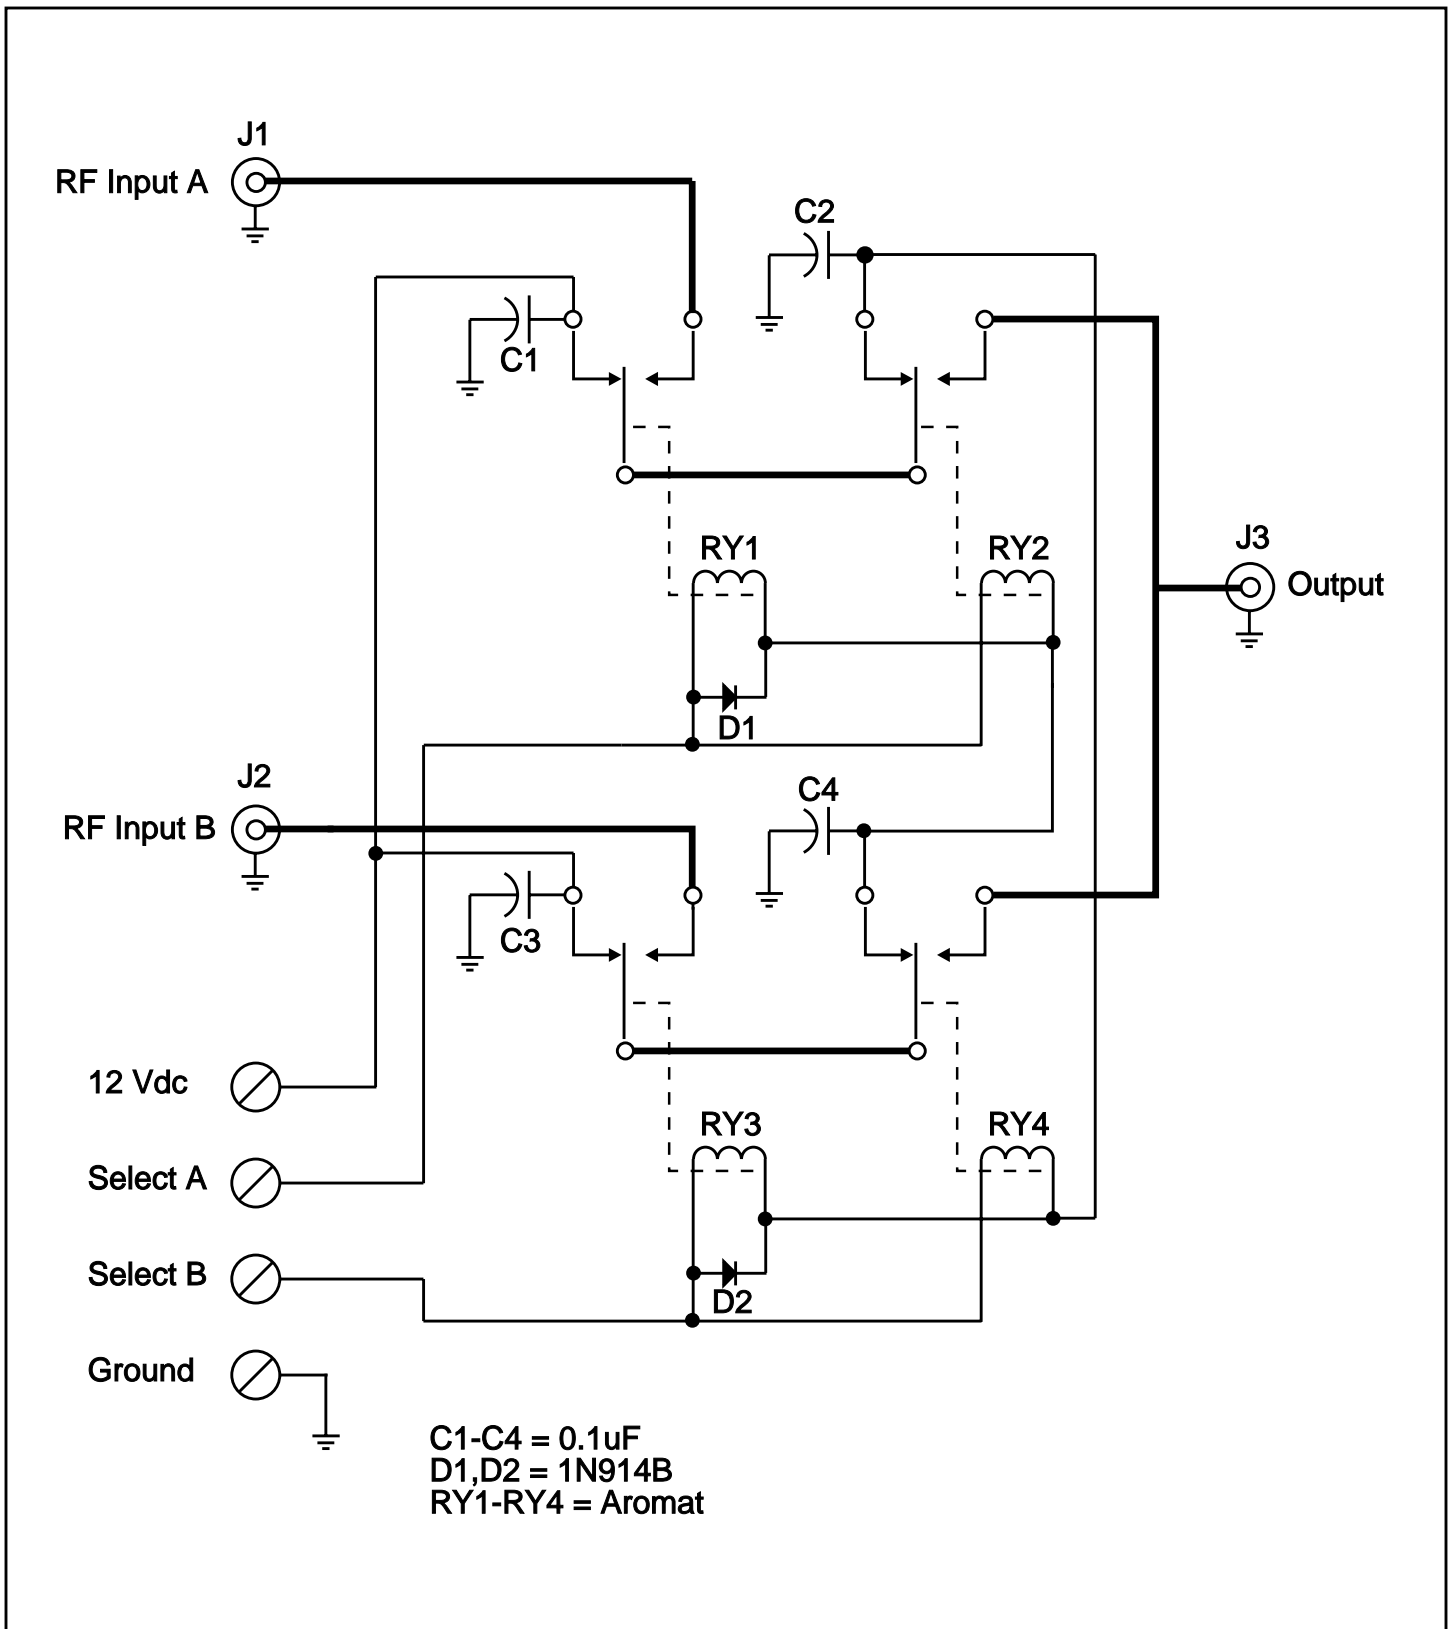 J1
RF Input A
C2
C1
RY1
RY2
J3
Output
D1
J2
RF Input B
C4
C3
12 Vdc
RY3
RY4
Select A
Select B
D2
Ground
C1-C4 = 0.1uF
D1,D2 = 1N914B
RY1-RY4 = Aromat